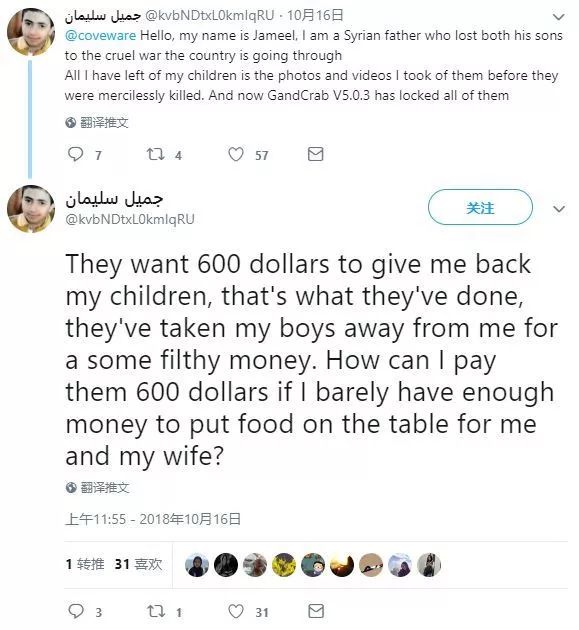 جميل سليمان @kvbNDtxL0kmlqRU · 10月16日
@coveware Hello, my name is Jameel, I am a Syrian father who lost both his sons
to the cruel war the country is going through
All I have left of my children is the photos and videos I took of them before they
were mercilessly killed. And now GandCrab V5.0.3 has locked all of them
翻译推文
7 4 57
جميل سليمان
@kvbNDtxL0kmlqRU
关注
They want 600 dollars to give me back
my children, that's what they've done,
they've taken my boys away from me for
a some filthy money. How can I pay
them 600 dollars if I barely have enough
money to put food on the table for me
and my wife?
翻译推文
上午11:55 - 2018年10月16日
1 转推 31 喜欢
3 1 31